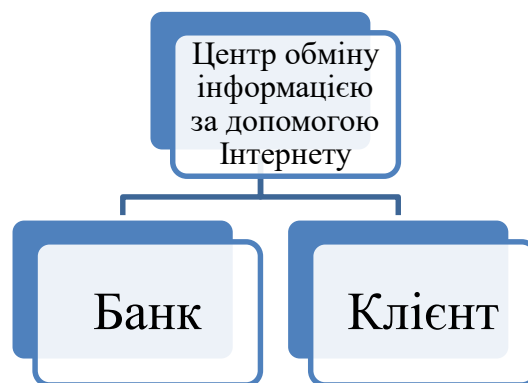 Центр обміну
інформацією
за допомогою
Інтернету
Банк
Клієнт